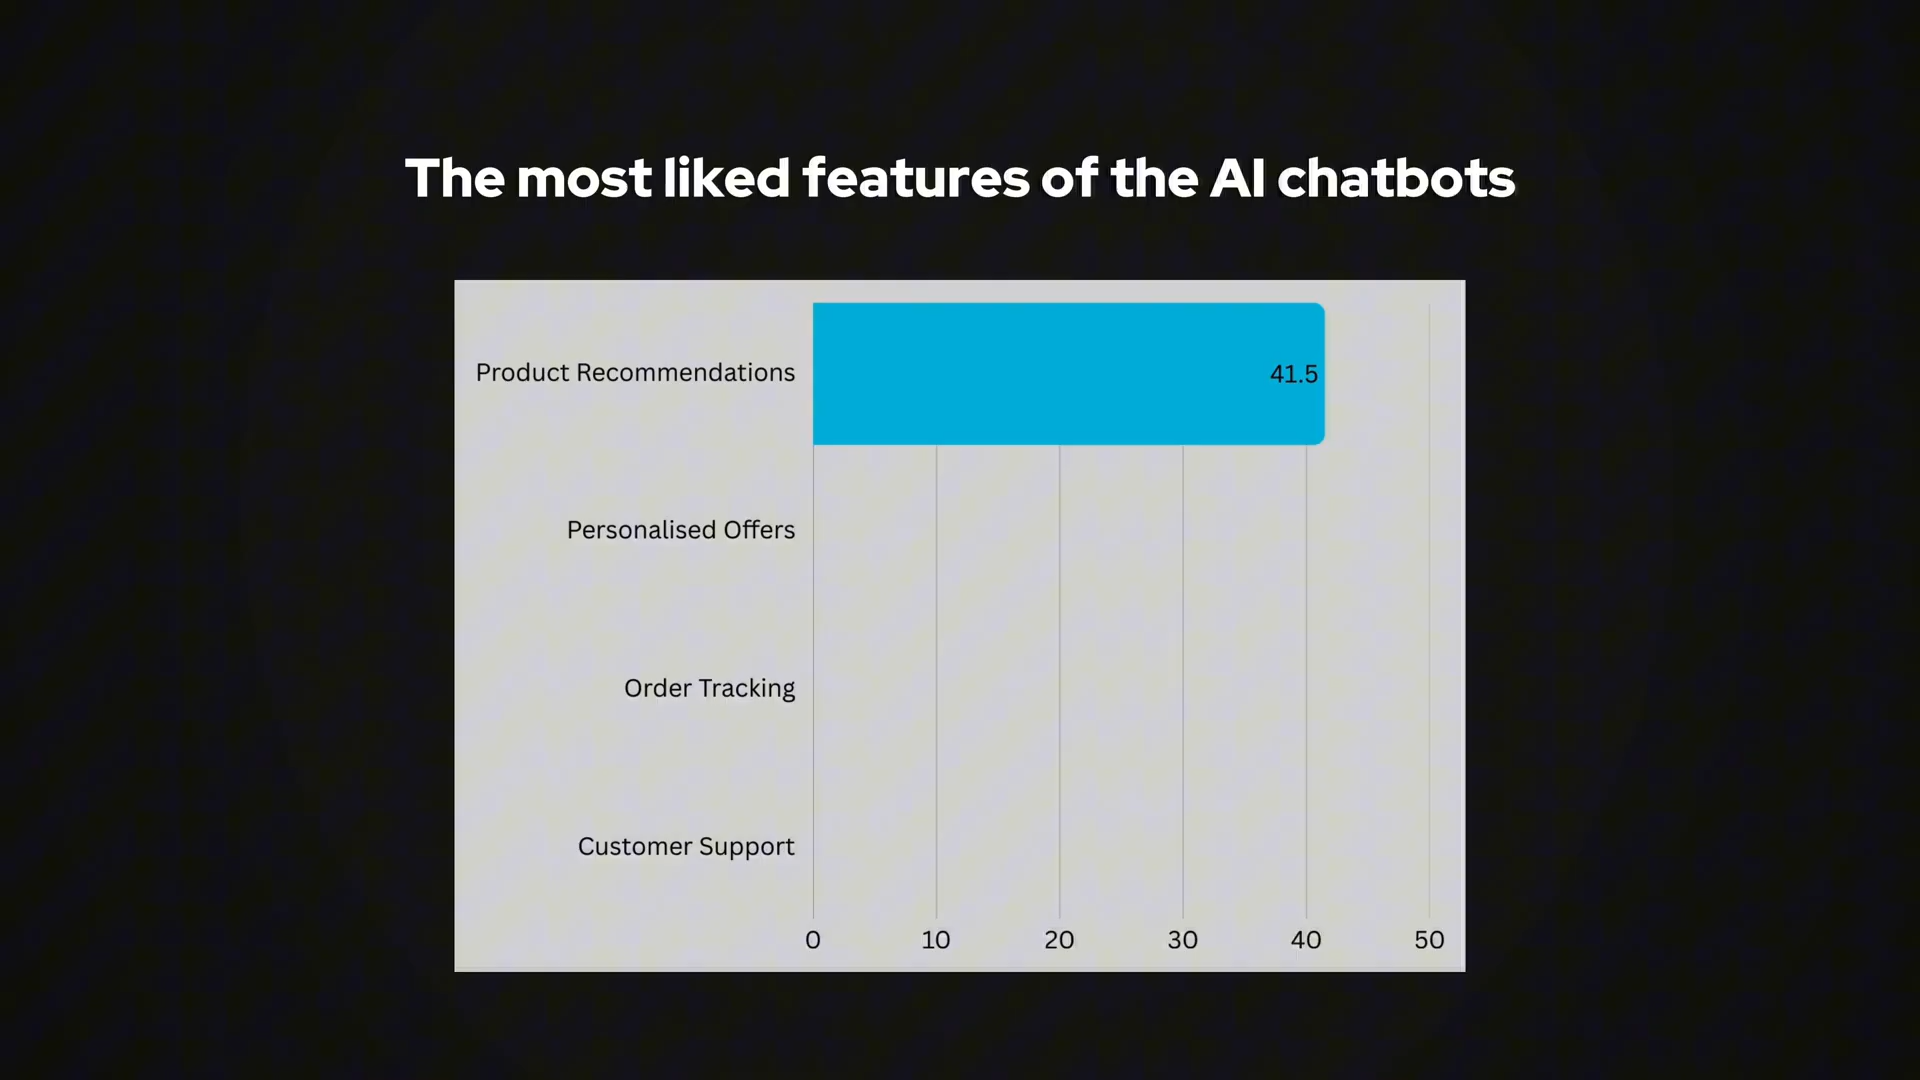 The most liked features of the AI chatbots
Product Recommendations
41.5
Personalised Offers
Order Tracking
Customer Support
0 10 20 30 40 50